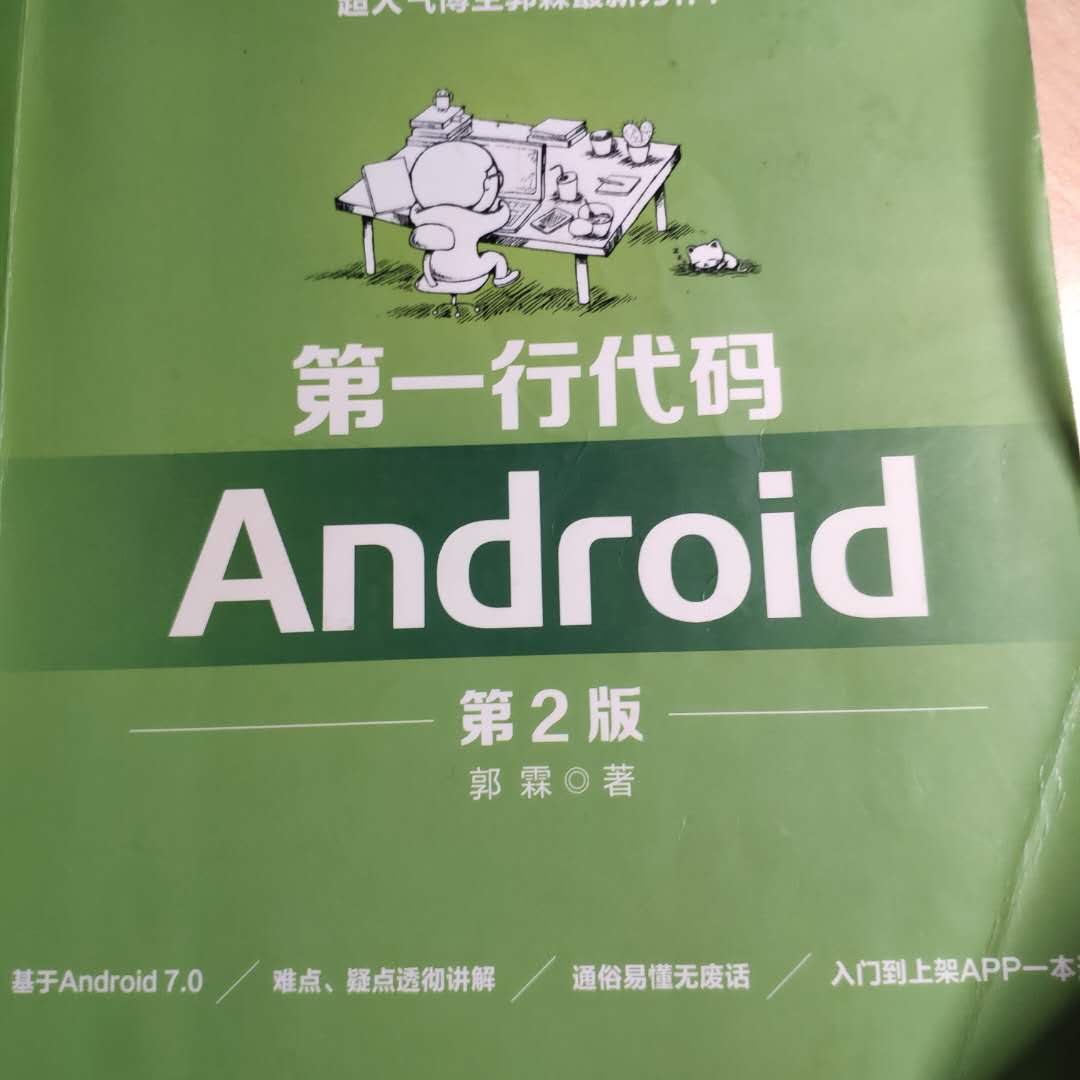 第一行代码
Android
第2版
郭 霖◎著
基于Android 7.0 / 难点、疑点透彻讲解 / 通俗易懂无废话 / 入门到上架APP一本